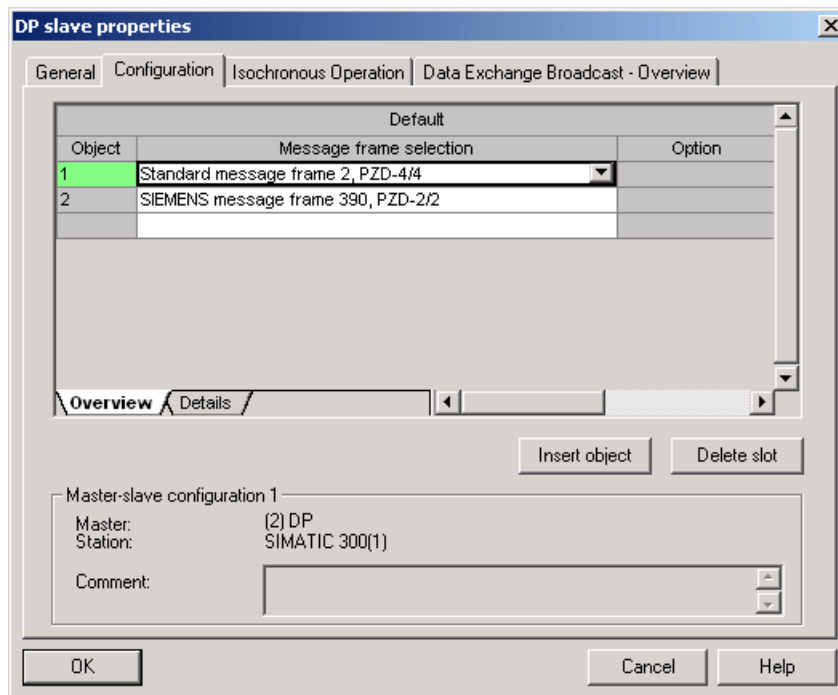 DP slave properties
General Configuration Isochronous Operation Data Exchange Broadcast - Overview
Default
Object Message frame selection Option
1 Standard message frame 2, PZD-4/4
2 SIEMENS message frame 390, PZD-2/2
Overview Details
Insert object Delete slot
Master-slave configuration 1
Master: (2) DP
Station: SIMATIC 300(1)
Comment:
OK Cancel Help